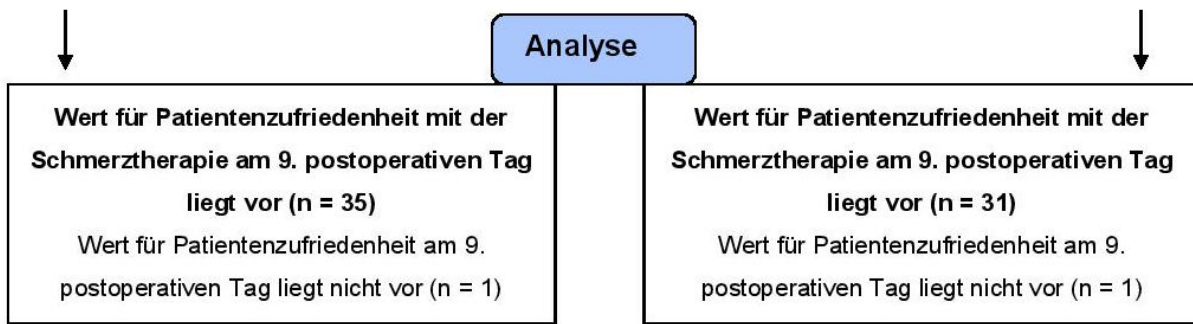 Analyse
Wert für Patientenzufriedenheit mit der
Schmerztherapie am 9. postoperativen Tag
liegt vor (n = 35)
Wert für Patientenzufriedenheit am 9.
postoperativen Tag liegt nicht vor (n = 1)
Wert für Patientenzufriedenheit mit der
Schmerztherapie am 9. postoperativen Tag
liegt vor (n = 31)
Wert für Patientenzufriedenheit am 9.
postoperativen Tag liegt nicht vor (n = 1)